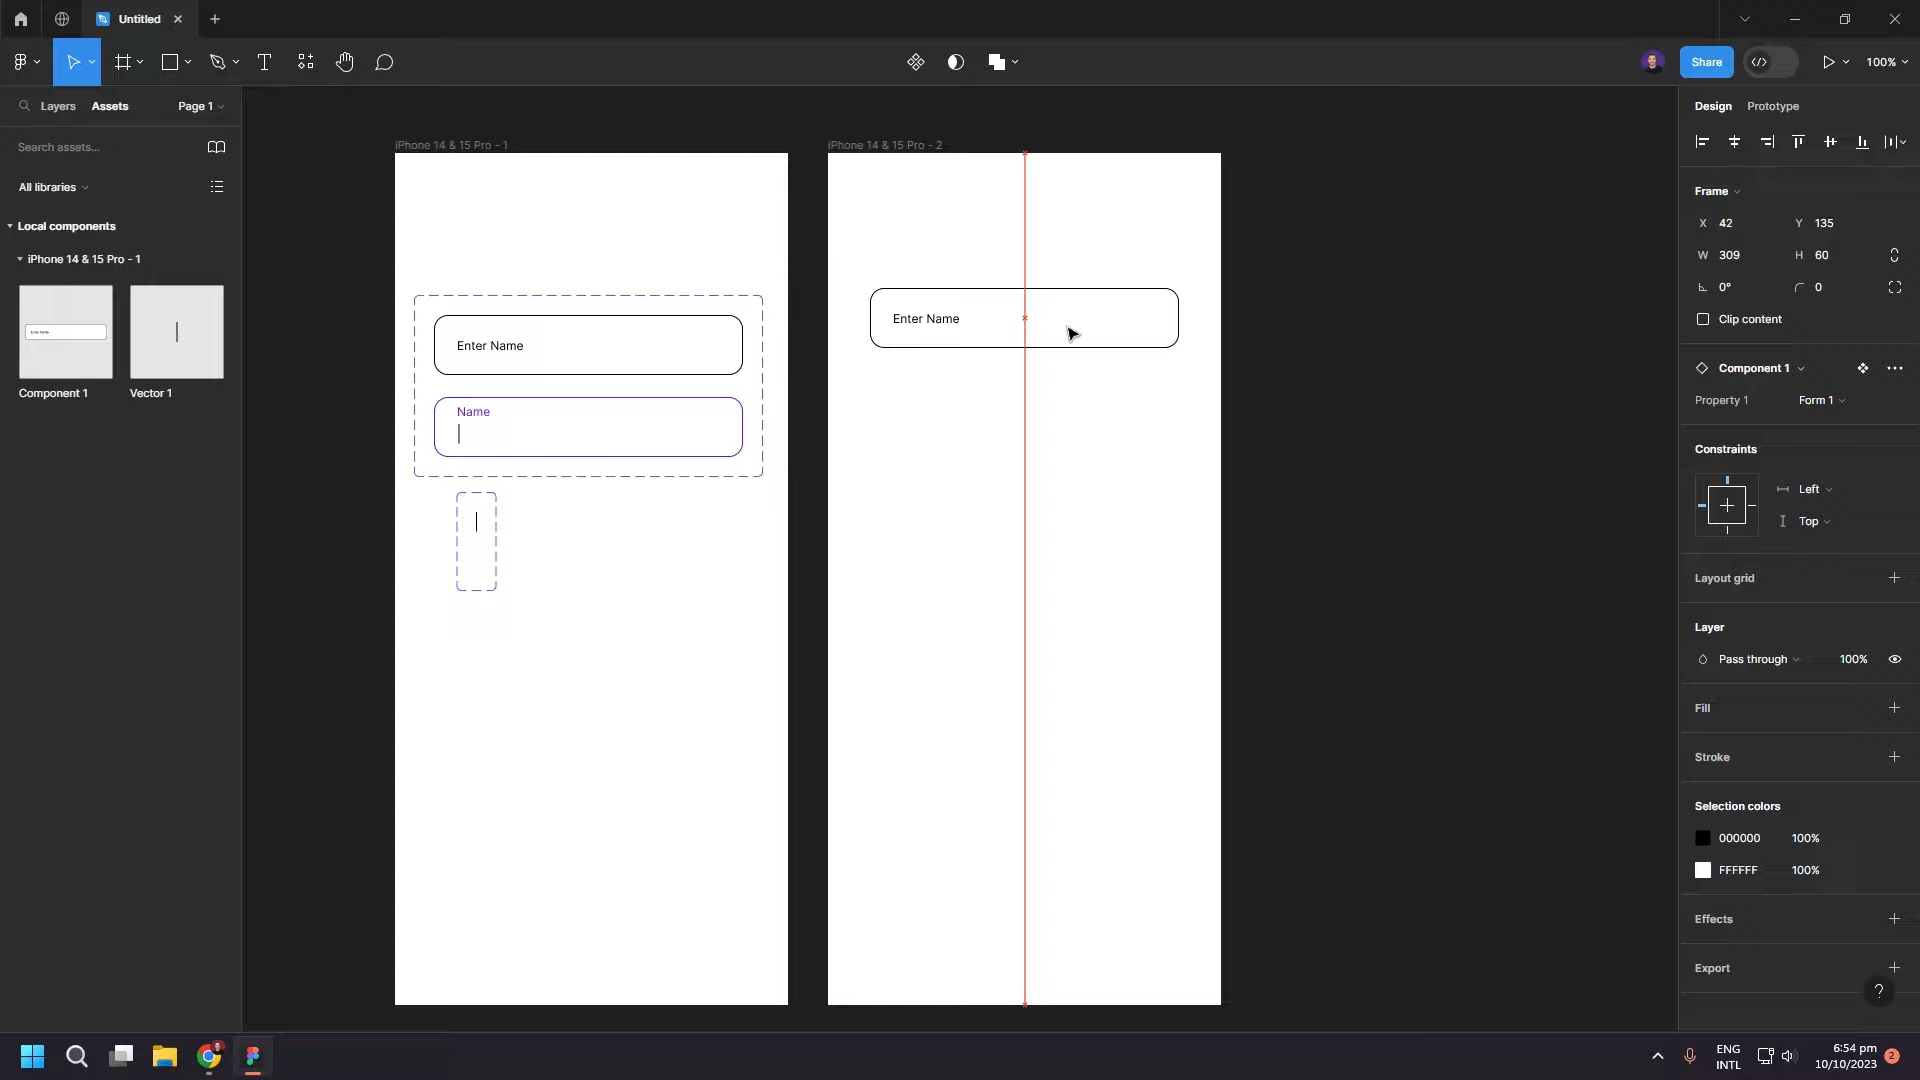 Untitled
Share
100%
Layers
Assets
Page 1
Design
Prototype
Search assets...
All libraries
Local components
iPhone 14 & 15 Pro - 1
Enter Name
Component 1
Vector 1
iPhone 14 & 15 Pro - 1
Enter Name
Name
iPhone 14 & 15 Pro - 2
Enter Name
Frame
X 42
Y 135
W 309
H 60
0°
0
Clip content
Component 1
Property 1
Form 1
Constraints
Left
Top
Layout grid
Layer
Pass through
100%
Fill
Stroke
Selection colors
000000 100%
FFFFFF 100%
Effects
Export
?
ENG
INTL
6:54 pm
10/10/2023
2